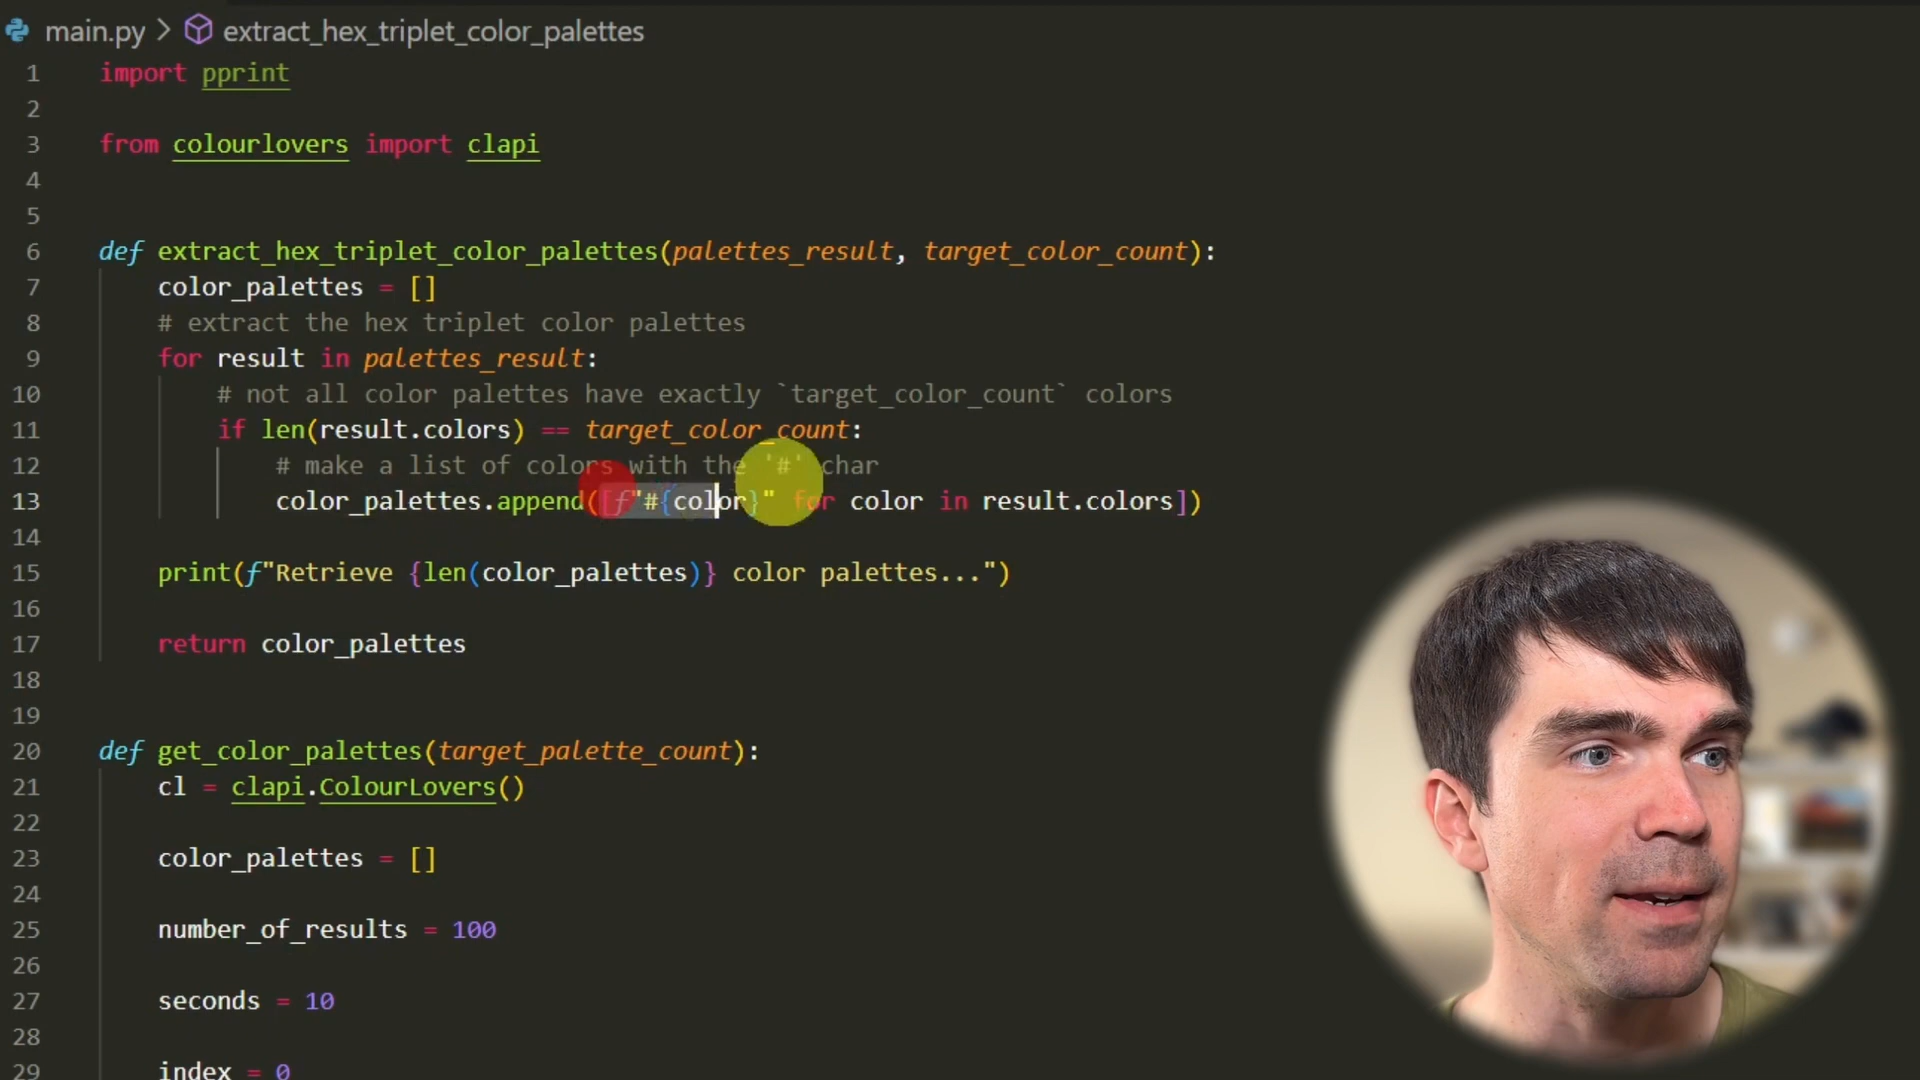 main.py > extract_hex_triplet_color_palettes
1 import pprint
2
3 from colourlovers import clapi
4
5
6 def extract_hex_triplet_color_palettes(palettes_result, target_color_count):
7 color_palettes = []
8 # extract the hex triplet color palettes
9 for result in palettes_result:
10 # not all color palettes have exactly `target_color_count` colors
11 if len(result.colors) == target_color_count:
12 # make a list of colors with the '#' char
13 color_palettes.append([f"#{color}" for color in result.colors])
14
15 print(f"Retrieve {len(color_palettes)} color palettes...")
16
17 return color_palettes
18
19
20 def get_color_palettes(target_palette_count):
21 cl = clapi.ColourLovers()
22
23 color_palettes = []
24
25 number_of_results = 100
26
27 seconds = 10
28
29 index = 0